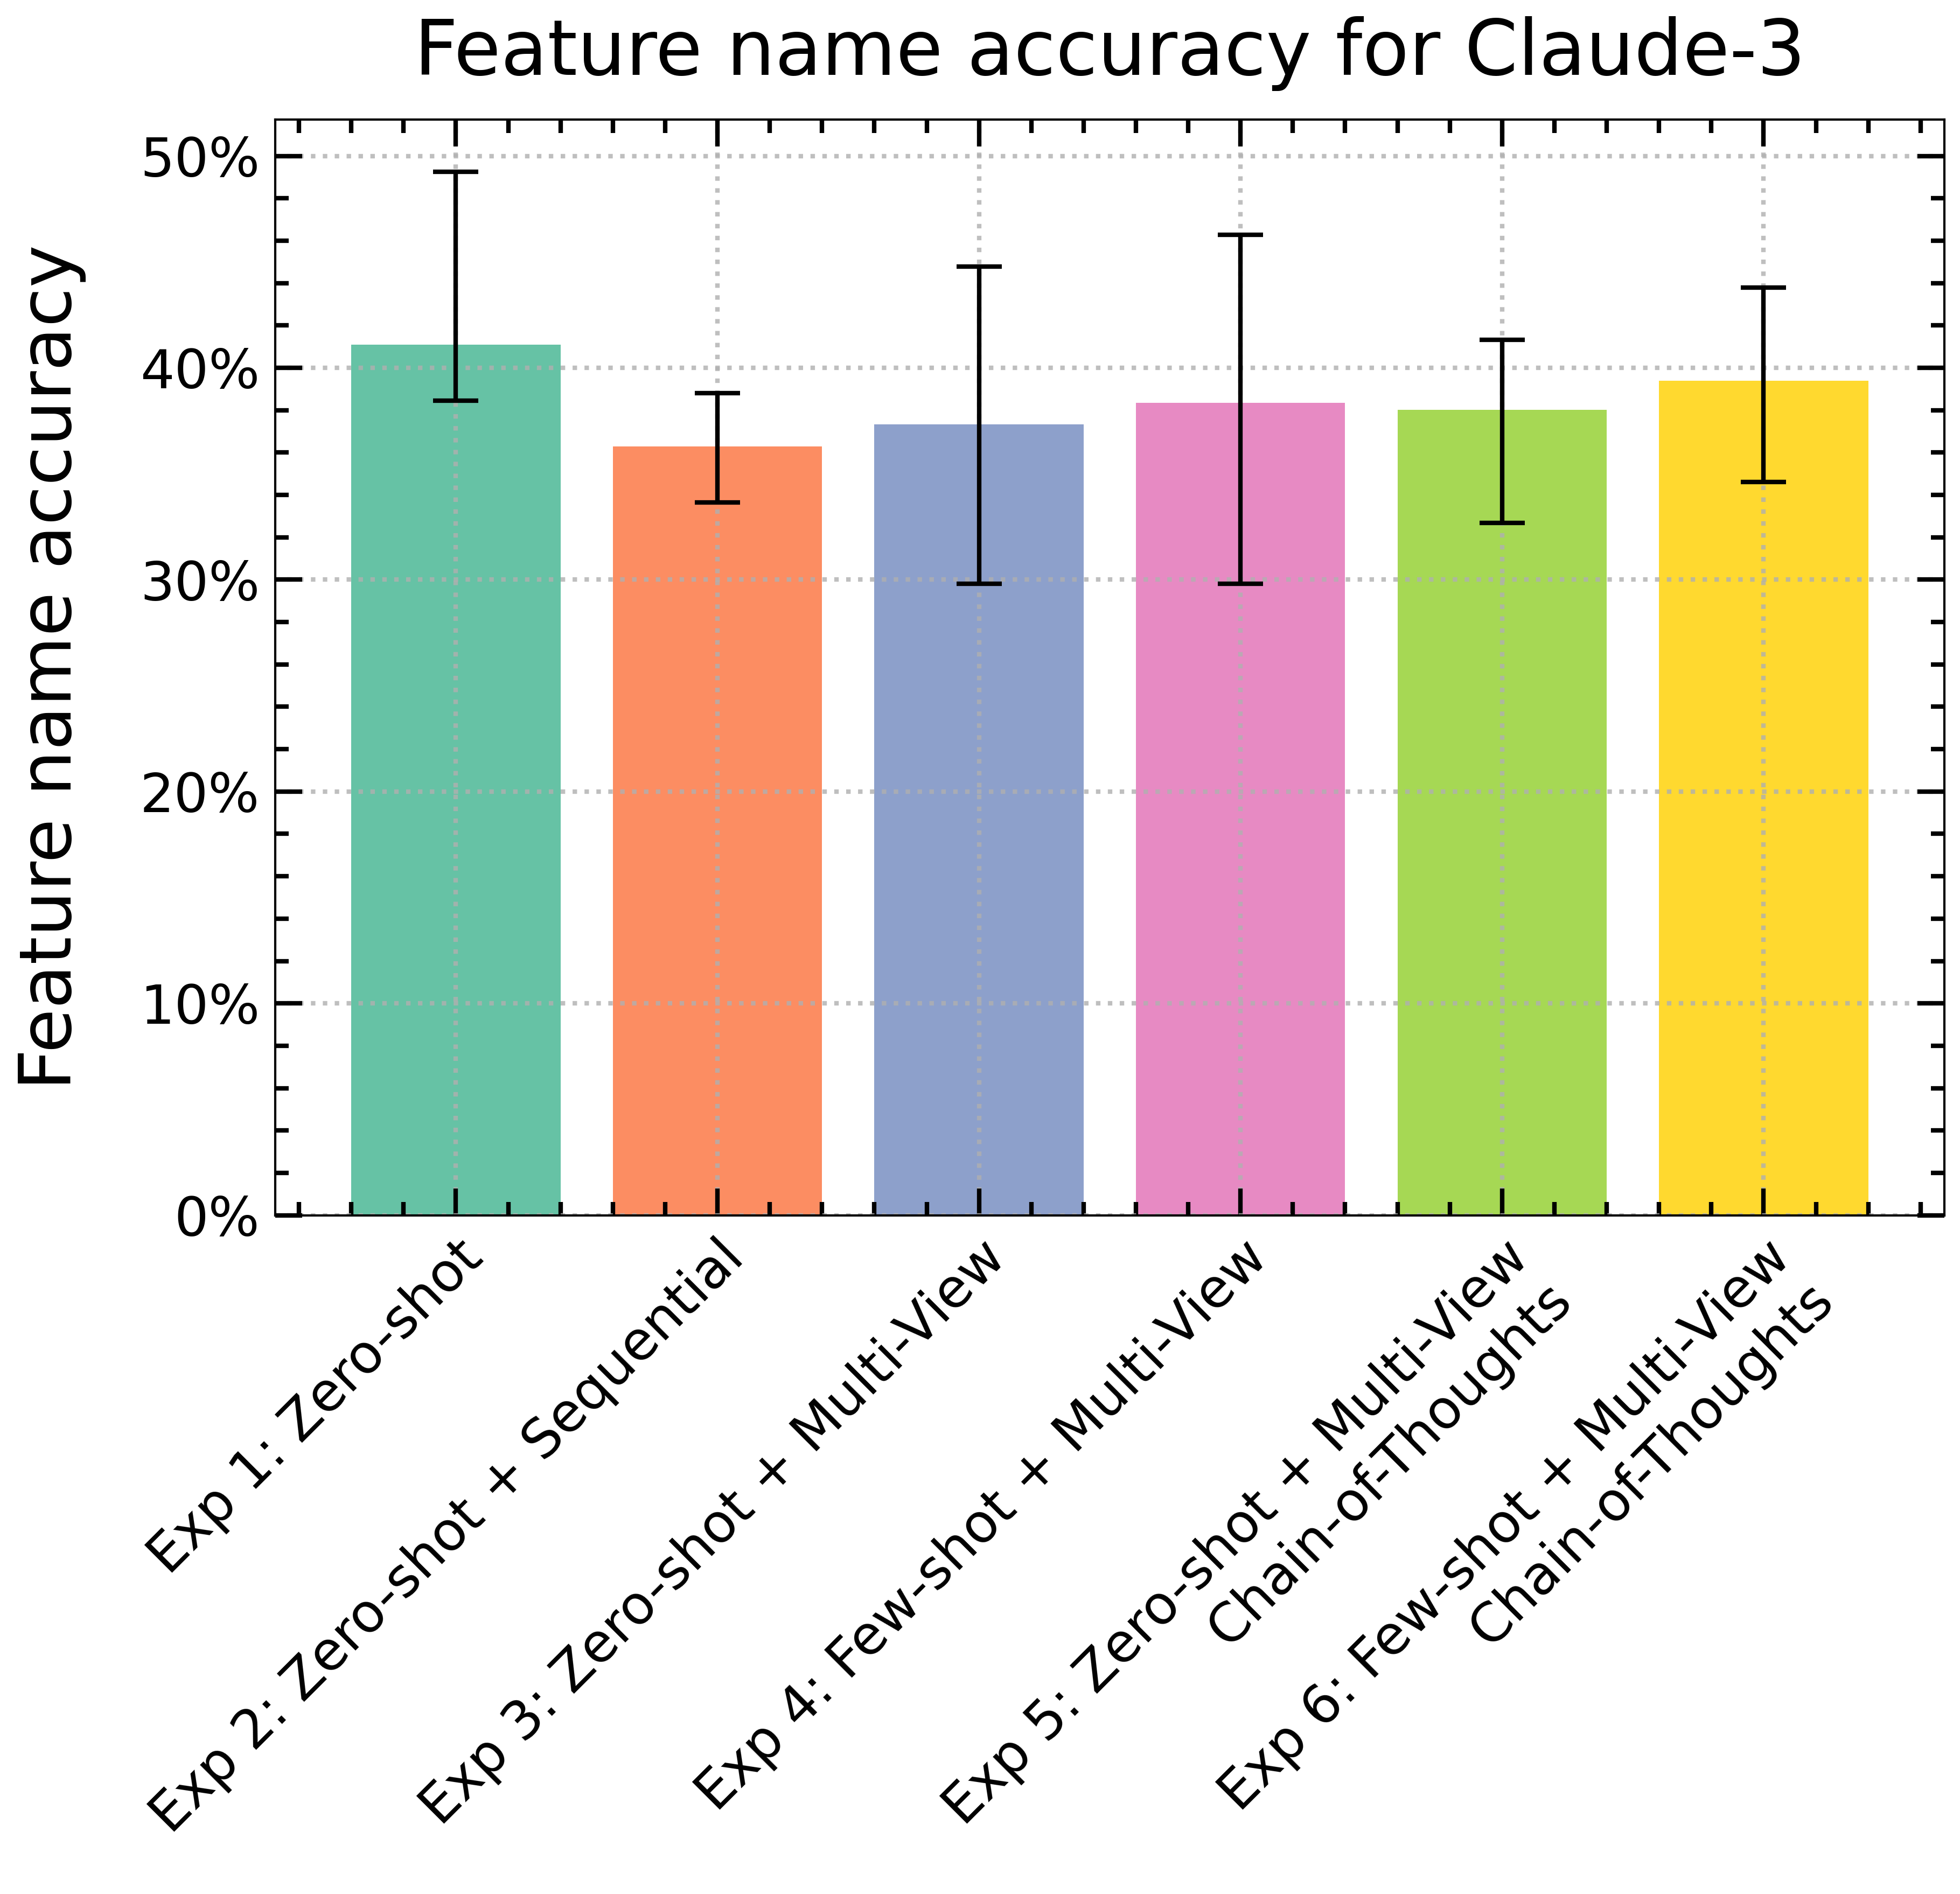 Feature name accuracy for Claude-3
Feature name accuracy
50%
40%
30%
20%
10%
0%
Exp 1: Zero-shot
Exp 2: Zero-shot + Sequential
Exp 3: Zero-shot + Multi-View
Exp 4: Few-shot + Multi-View
Exp 5: Zero-shot + Multi-View
Chain-of-Thoughts
Exp 6: Few-shot + Multi-View
Chain-of-Thoughts